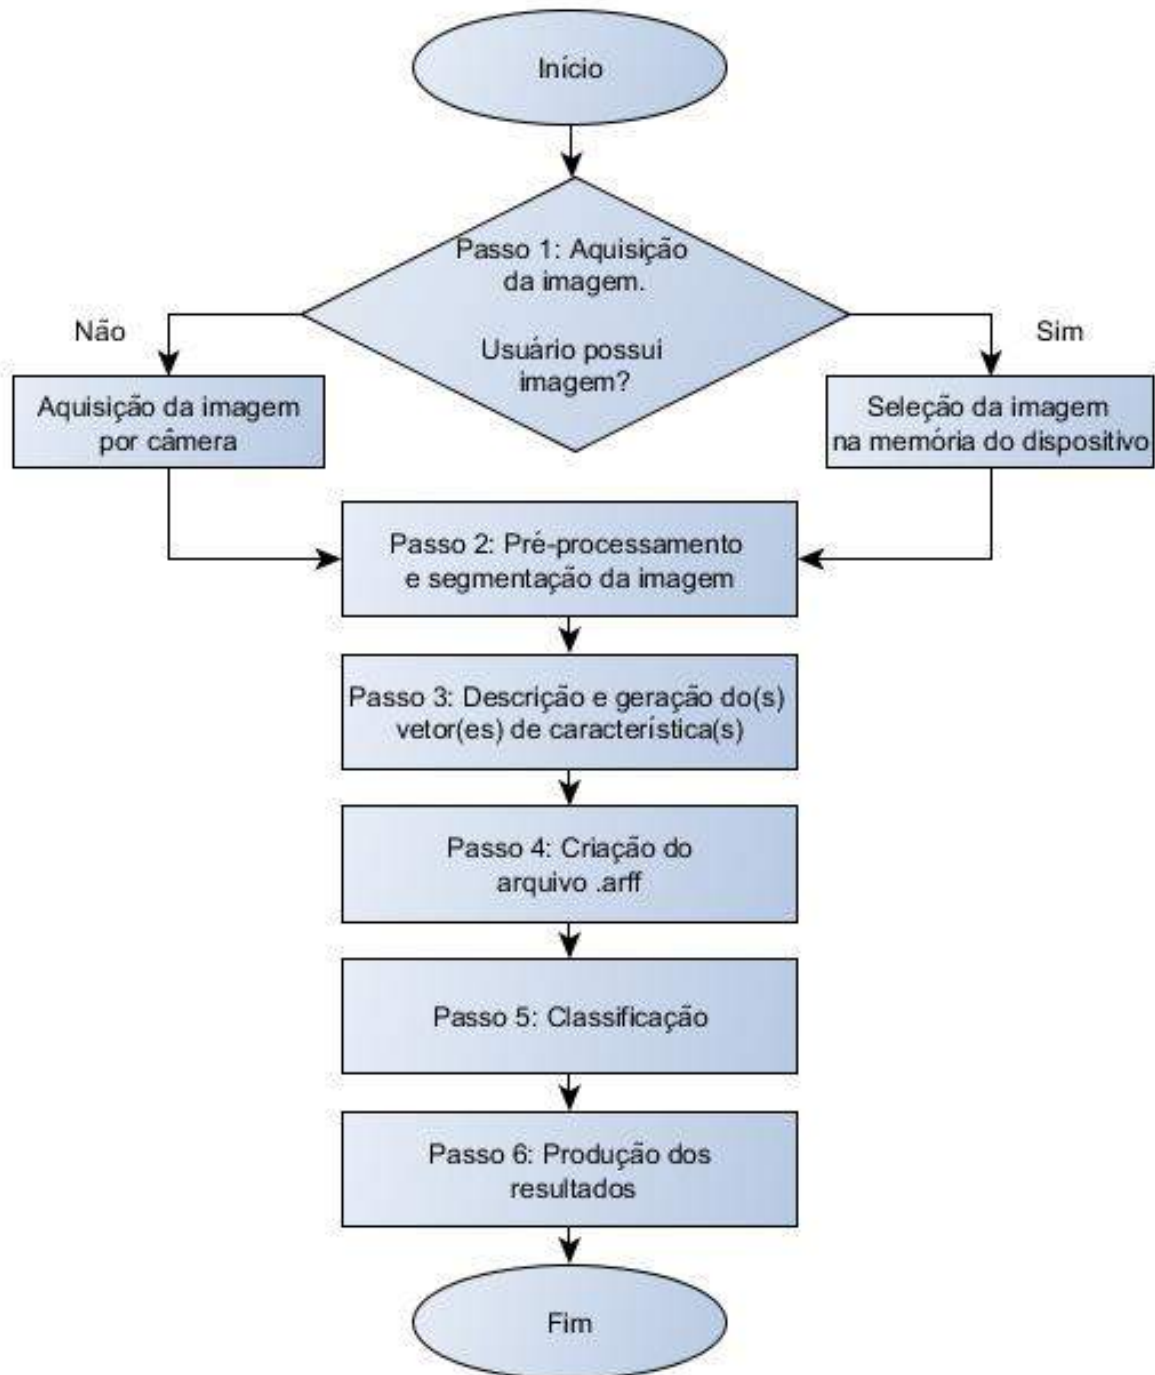 Início
Passo 1: Aquisição
da imagem.
Usuário possui
imagem?
Não
Sim
Aquisição da imagem
por câmera
Seleção da imagem
na memória do dispositivo
Passo 2: Pré-processamento
e segmentação da imagem
Passo 3: Descrição e geração do(s)
vetor(es) de característica(s)
Passo 4: Criação do
arquivo .arff
Passo 5: Classificação
Passo 6: Produção dos
resultados
Fim